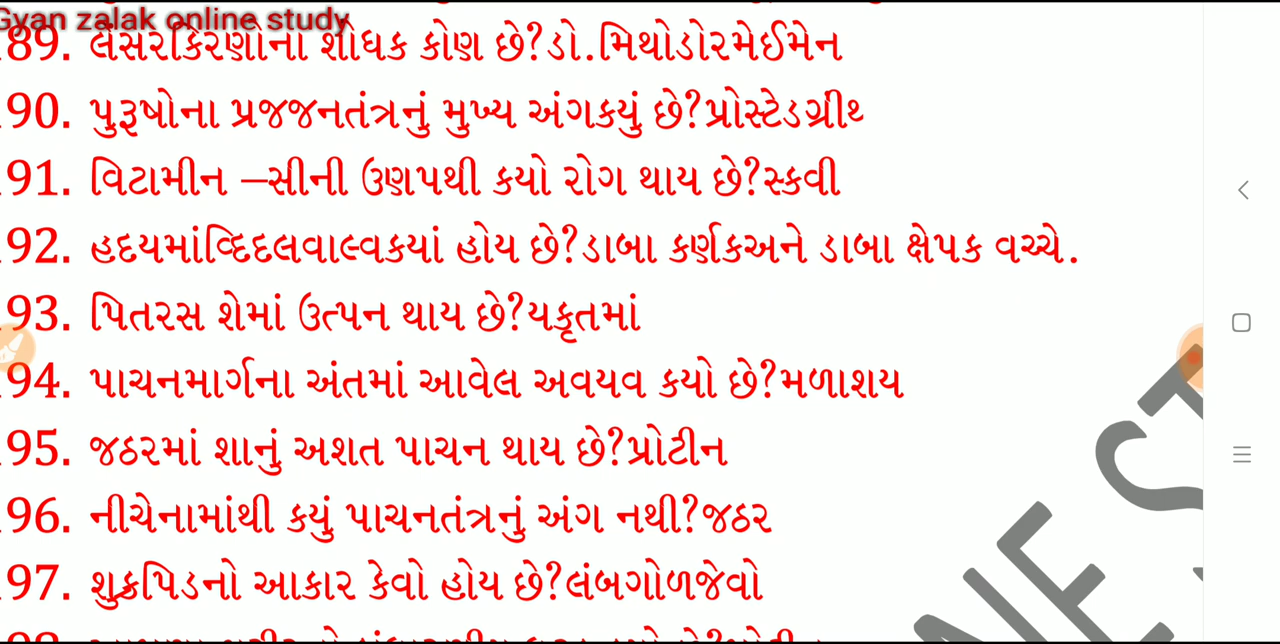 Gyan zalak online study
89. લેસરકિરણોના શોધક કોણ છે?ડો.મિથોડોરમેઈમેન
90. પુરૂષોના પ્રજજનતંત્રનું મુખ્ય અંગકયું છે?પ્રોસ્ટેડગ્રીથ
91. વિટામીન –સીની ઉણપથી કયો રોગ થાય છે?સ્કવી
92. હદયમાંવ્દિદલવાલ્વકયાં હોય છે?ડાબા કર્ણકઅને ડાબા ક્ષેપક વચ્ચે.
93. પિતરસ શેમાં ઉત્પન થાય છે?યકૃતમાં
94. પાચનમાર્ગના અંતમાં આવેલ અવયવ કયો છે?મળાશય
95. જઠરમાં શાનું અશત પાચન થાય છે?પ્રોટીન
96. નીચેનામાંથી કયું પાચનતંત્રનું અંગ નથી?જઠર
97. શુક્રપિડનો આકાર કેવો હોય છે?લંબગોળજેવો